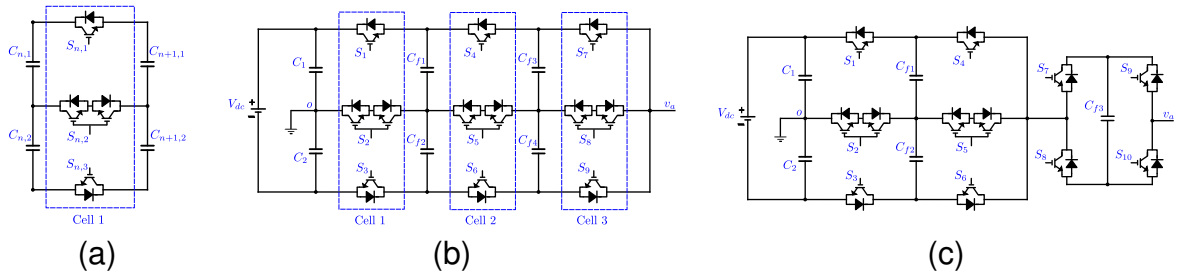 C_{n,1}
S_{n,1}
C_{n+1,1}
C_{n,2}
S_{n,2}
C_{n+1,2}
S_{n,3}
Cell 1
(a)
V_{dc}
+
-
C_1
o
C_2
S_1
S_2
S_3
Cell 1
C_{f1}
C_{f2}
S_4
S_5
S_6
Cell 2
C_{f3}
C_{f4}
S_7
S_8
S_9
Cell 3
v_a
(b)
V_{dc}
+
-
C_1
o
C_2
S_1
S_2
S_3
C_{f1}
C_{f2}
S_4
S_5
S_6
S_7
S_8
C_{f3}
S_9
S_{10}
v_a
(c)